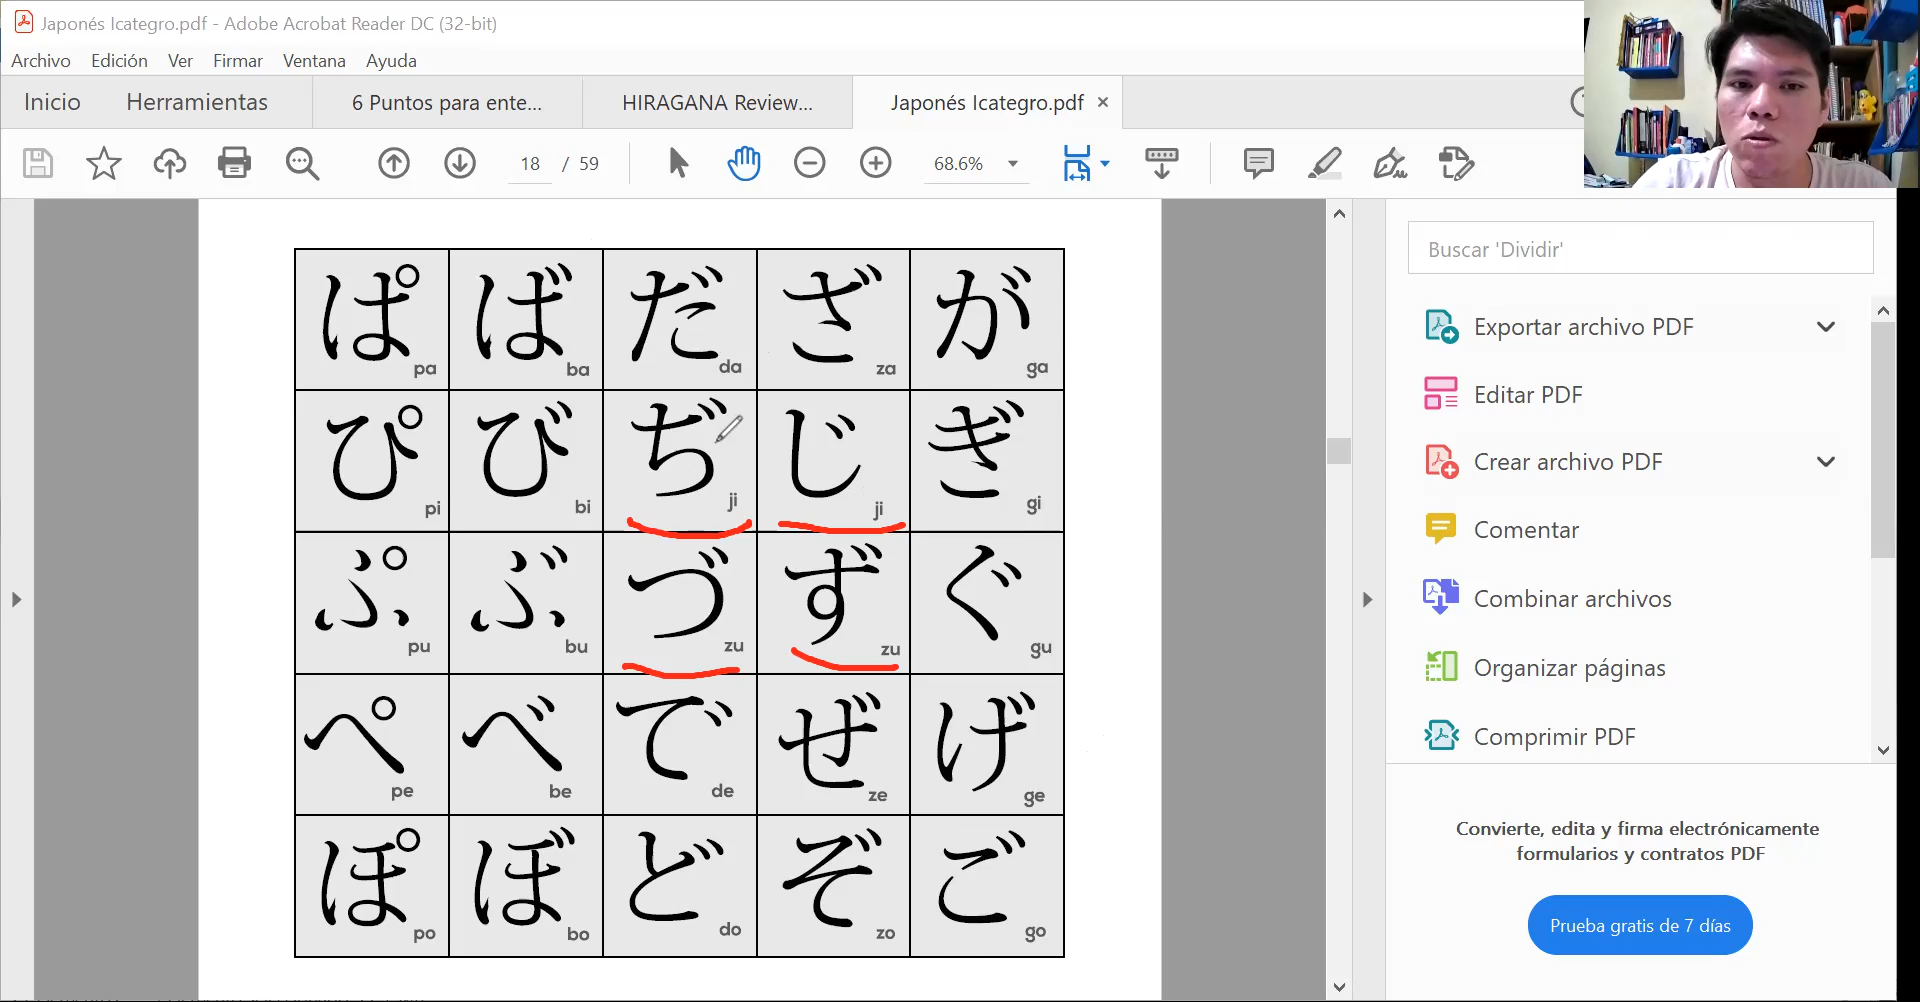 Japonés Icategro.pdf - Adobe Acrobat Reader DC (32-bit)
Archivo Edición Ver Firmar Ventana Ayuda
Inicio Herramientas 6 Puntos para ente... HIRAGANA Review... Japonés Icategro.pdf ×
18 / 59 68.6%
ぱ pa ば ba だ da ざ za が ga
ぴ pi び bi ぢ ji じ ji ぎ gi
ぷ pu ぶ bu づ zu ず zu ぐ gu
ぺ pe べ be で de ぜ ze げ ge
ぽ po ぼ bo ど do ぞ zo ご go
Buscar 'Dividir'
Exportar archivo PDF
Editar PDF
Crear archivo PDF
Comentar
Combinar archivos
Organizar páginas
Comprimir PDF
Convierte, edita y firma electrónicamente
formularios y contratos PDF
Prueba gratis de 7 días